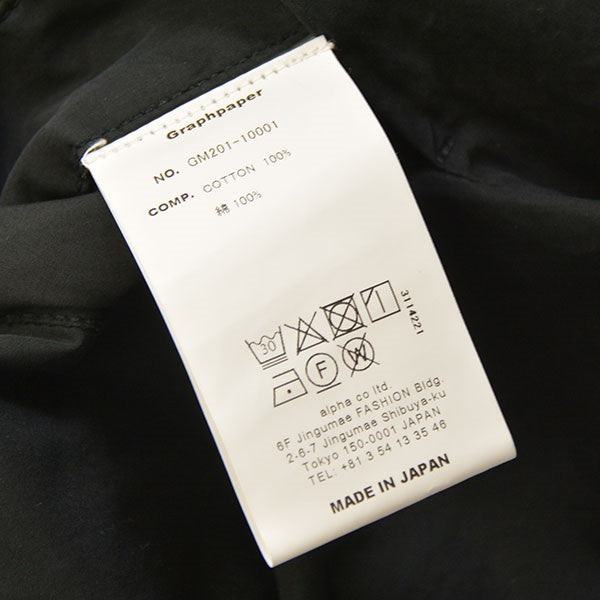 Graphpaper
NO. GM201-10001
COMP. COTTON 100%
綿 100%
30
3114221
F
W
alpha co ltd.
6F Jingumae FASHION Bldg.
2-6-7 Jingumae Shibuya-ku
Tokyo 150-0001 JAPAN
TEL: +81 3 54 13 35 46
MADE IN JAPAN